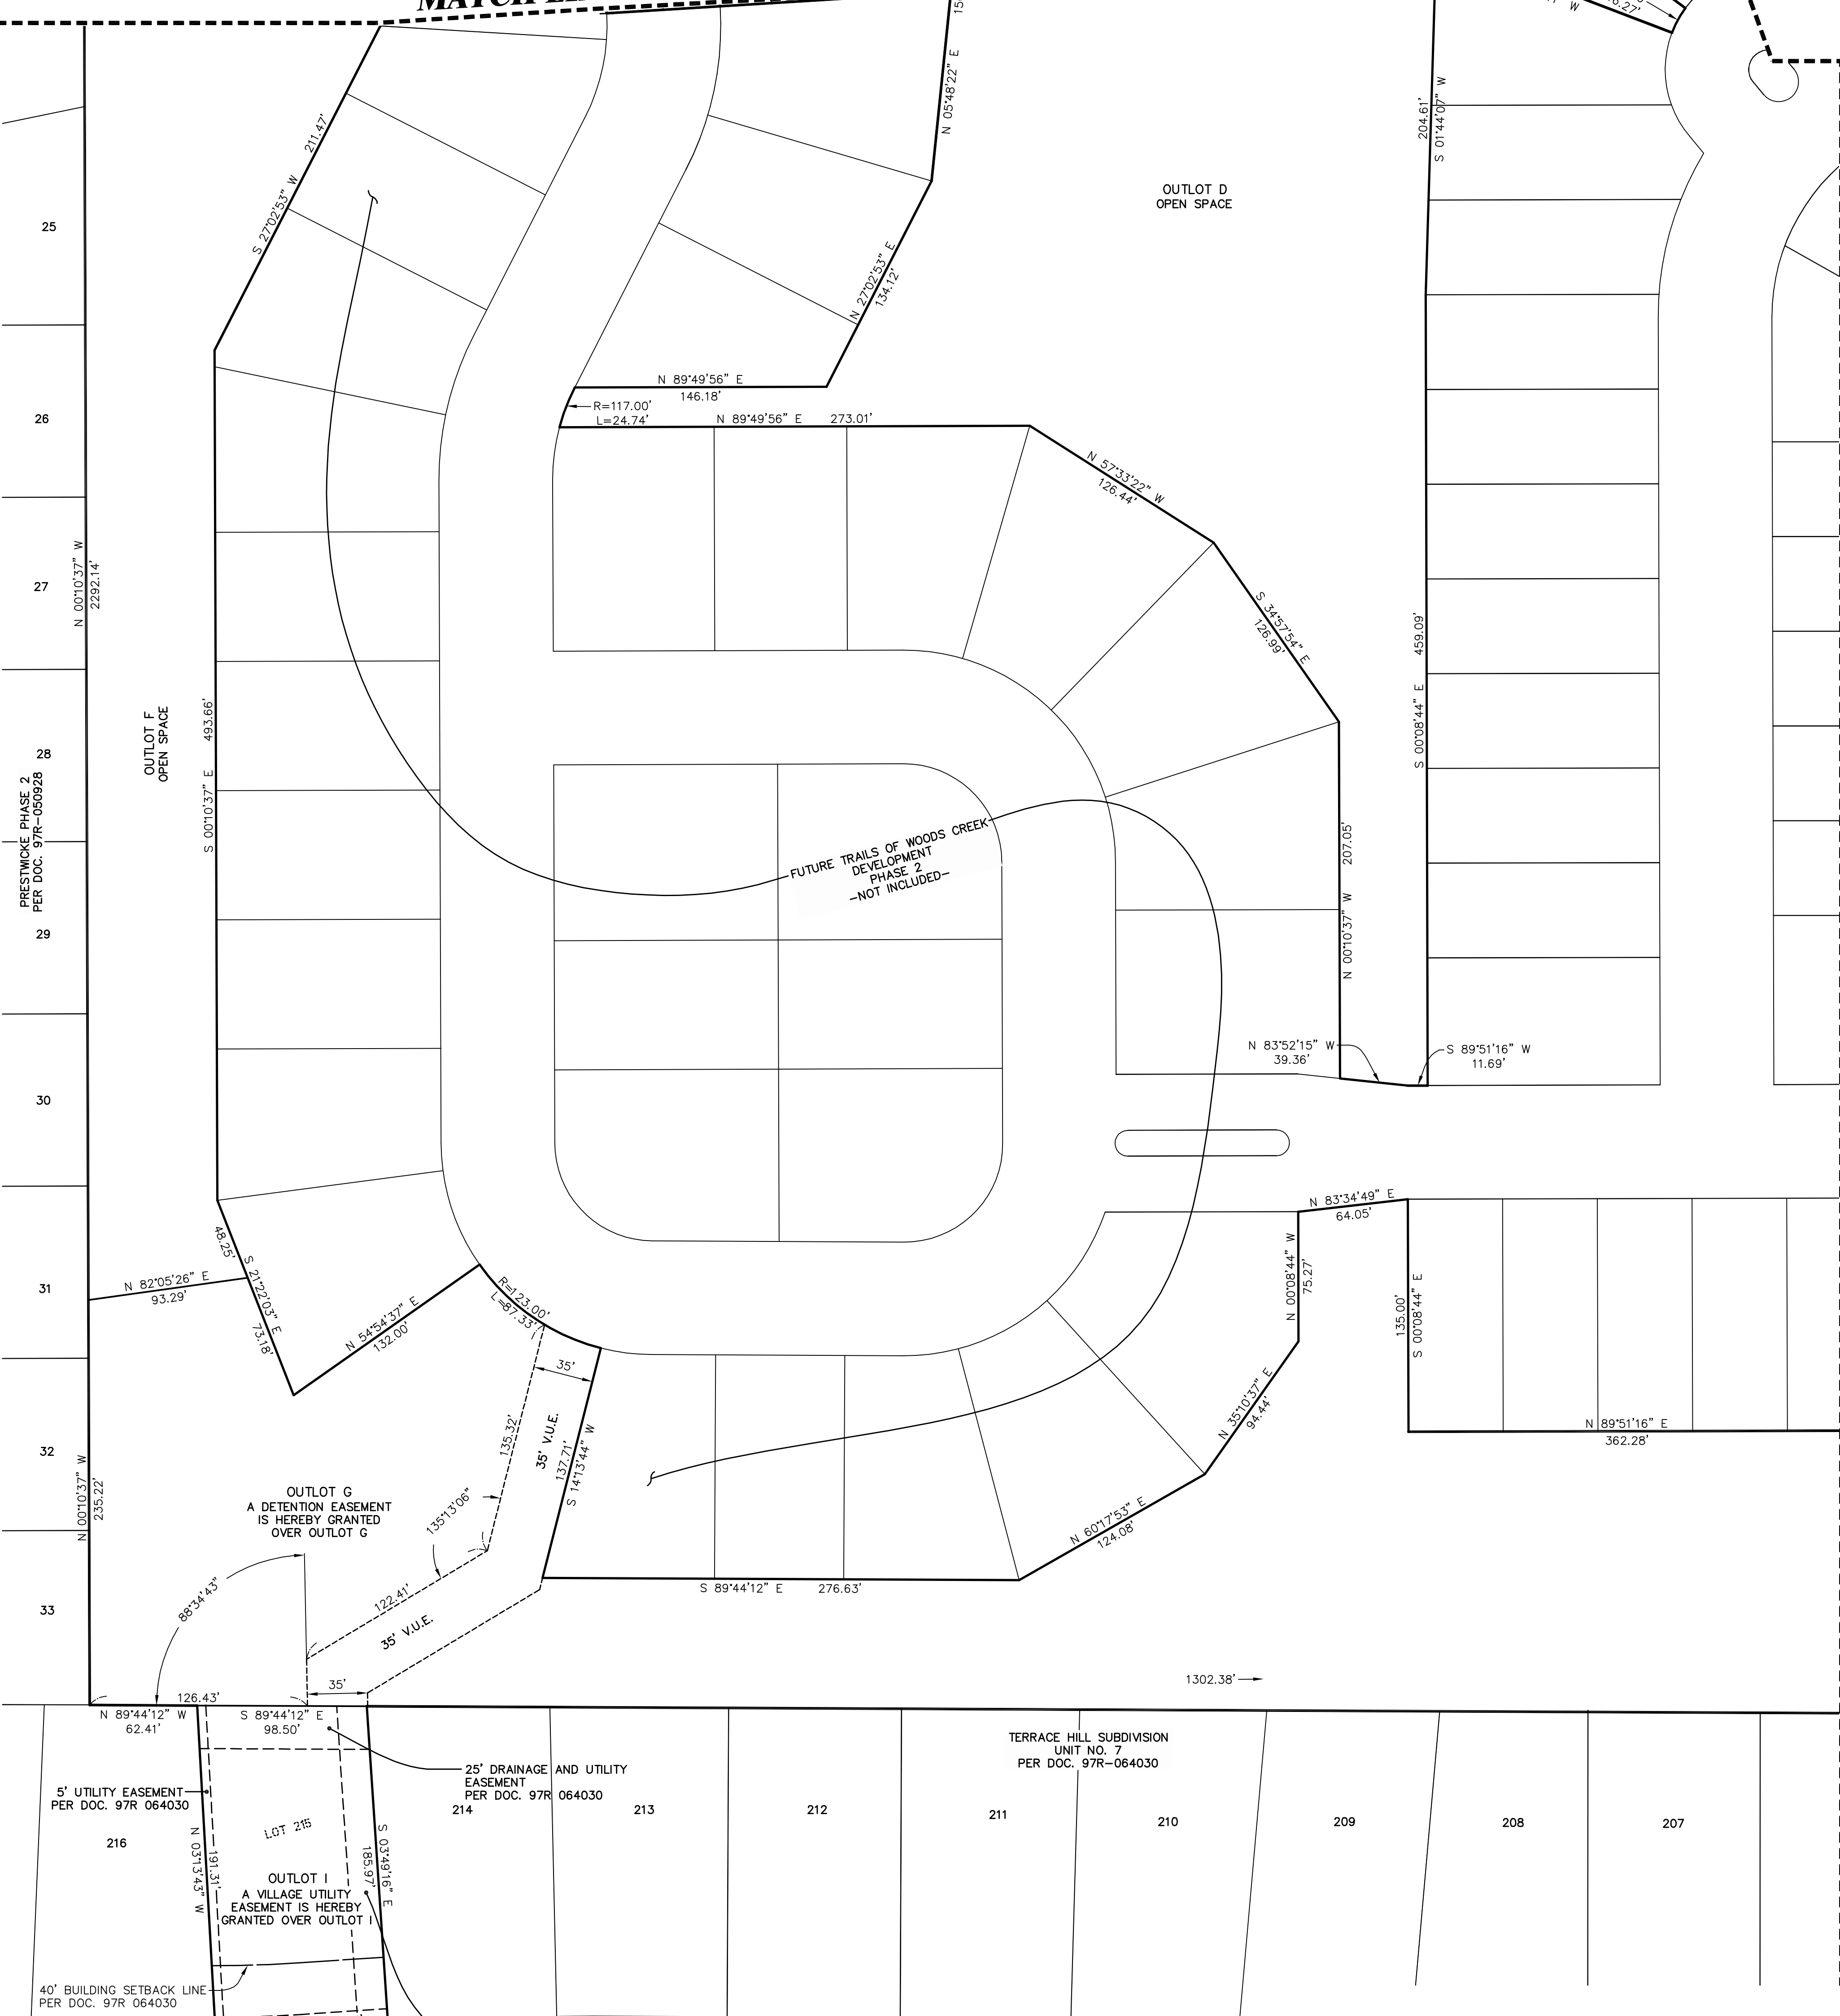 S 01°44'07" W
204.61'
25
S 27°02'53" W
211.47'
N 05°48'22" E
OUTLOT D
OPEN SPACE
N 27°02'53" E
134.12'
26
N 89°49'56" E
146.18'
R=117.00'
L=24.74'
N 89°49'56" E 273.01'
N 57°33'22" W
126.44'
27
N 00°10'37" W
2292.14'
S 34°57'54" E
126.99'
S 00°08'44" E 459.09'
OUTLOT F
OPEN SPACE
S 00°10'37" E 493.66'
28
PRESTWICKE PHASE 2
PER DOC. 97R-050928
29
FUTURE TRAILS OF WOODS CREEK
DEVELOPMENT
PHASE 2
-NOT INCLUDED-
N 00°10'37" W 207.05'
N 83°52'15" W
39.36'
S 89°51'16" W
11.69'
30
N 83°34'49" E
64.05'
48.25'
S 21°22'03" E
73.18'
31
N 82°05'26" E
93.29'
N 54°54'37" E
132.00'
R=123.00'
L=87.33'
N 00°08'44" W
75.27'
135.00'
S 00°08'44" E
35'
N 35°10'37" E
94.44'
N 89°51'16" E
362.28'
32
135.32'
35' V.U.E.
137.71'
S 14°13'44" W
N 00°10'37" W
235.22'
OUTLOT G
A DETENTION EASEMENT
IS HEREBY GRANTED
OVER OUTLOT G
135°13'06"
N 60°17'53" E
124.08'
88°34'43"
122.41'
S 89°44'12" E 276.63'
33
35' V.U.E.
1302.38'
35'
126.43'
N 89°44'12" W
62.41'
S 89°44'12" E
98.50'
TERRACE HILL SUBDIVISION
UNIT NO. 7
PER DOC. 97R-064030
25' DRAINAGE AND UTILITY
EASEMENT
PER DOC. 97R 064030
5' UTILITY EASEMENT
PER DOC. 97R 064030
216
LOT 215
214
213
212
211
210
209
208
207
N 03°13'43" W
191.31'
185.97'
S 03°49'16" E
OUTLOT I
A VILLAGE UTILITY
EASEMENT IS HEREBY
GRANTED OVER OUTLOT I
40' BUILDING SETBACK LINE
PER DOC. 97R 064030